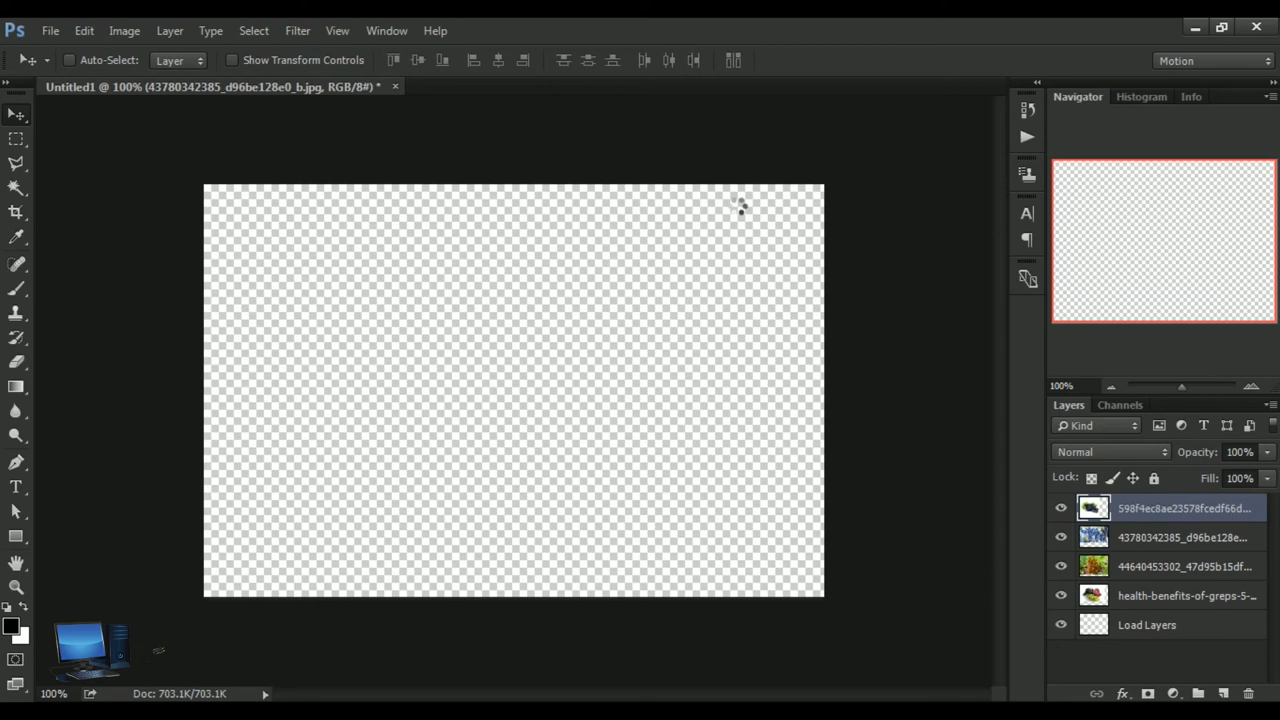 Ps File Edit Image Layer Type Select Filter View Window Help
Auto-Select: Layer Show Transform Controls Motion
Untitled1 @ 100% (43780342385_d96be128e0_b.jpg, RGB/8#) * ×
Navigator Histogram Info
100%
Layers Channels
Kind
Normal Opacity: 100%
Lock: Fill: 100%
598f4ec8ae23578fcedf66d...
43780342385_d96be128e...
44640453302_47d95b15df...
health-benefits-of-greps-5-...
Load Layers
100% Doc: 703.1K/703.1K